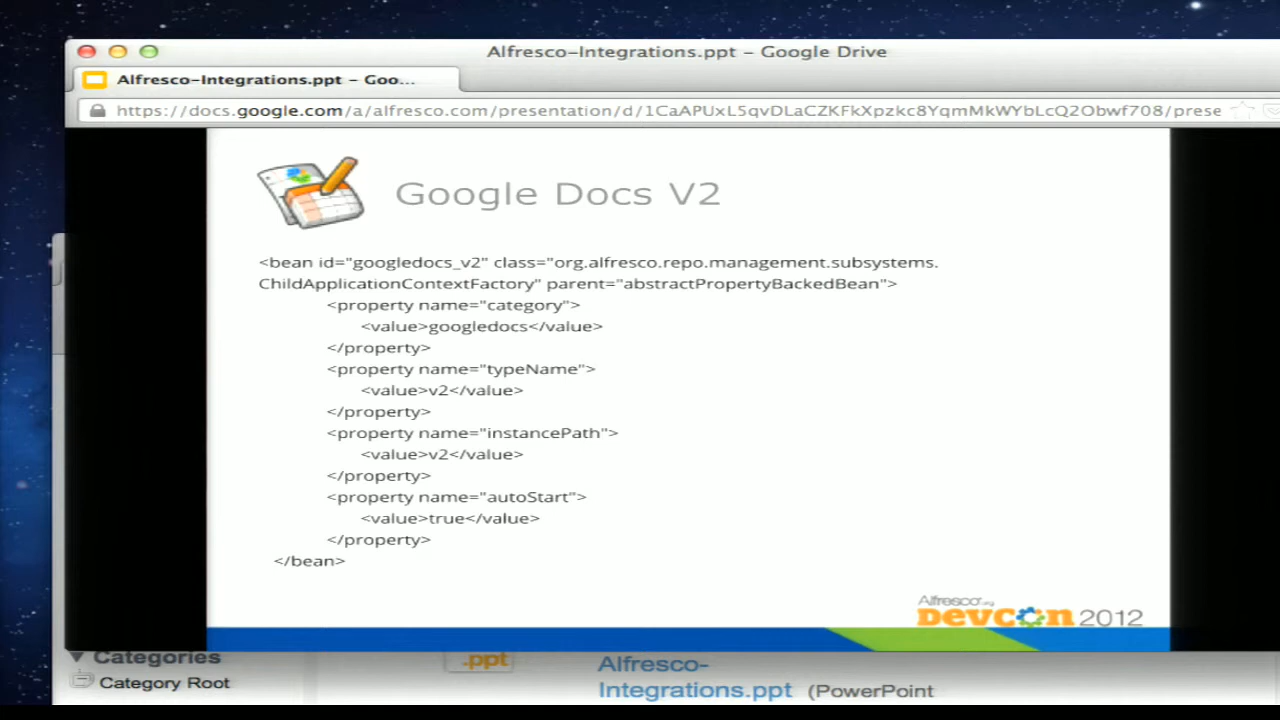 Alfresco-Integrations.ppt - Google Drive
Alfresco-Integrations.ppt - Goo...
https://docs.google.com/a/alfresco.com/presentation/d/1CaAPUxL5qvDLaCZKFkXpzkc8YqmMkWYbLcQ2Obwf708/prese
Google Docs V2
<bean id="googledocs_v2" class="org.alfresco.repo.management.subsystems.
ChildApplicationContextFactory" parent="abstractPropertyBackedBean">
<property name="category">
<value>googledocs</value>
</property>
<property name="typeName">
<value>v2</value>
</property>
<property name="instancePath">
<value>v2</value>
</property>
<property name="autoStart">
<value>true</value>
</property>
</bean>
Alfresco.org
Devcon 2012
Categories
.ppt
Alfresco-
Category Root
Integrations.ppt (PowerPoint